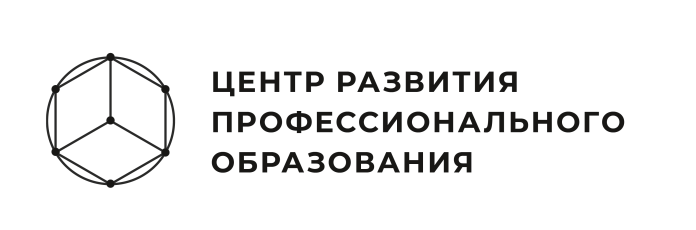 ЦЕНТР РАЗВИТИЯ
ПРОФЕССИОНАЛЬНОГО
ОБРАЗОВАНИЯ